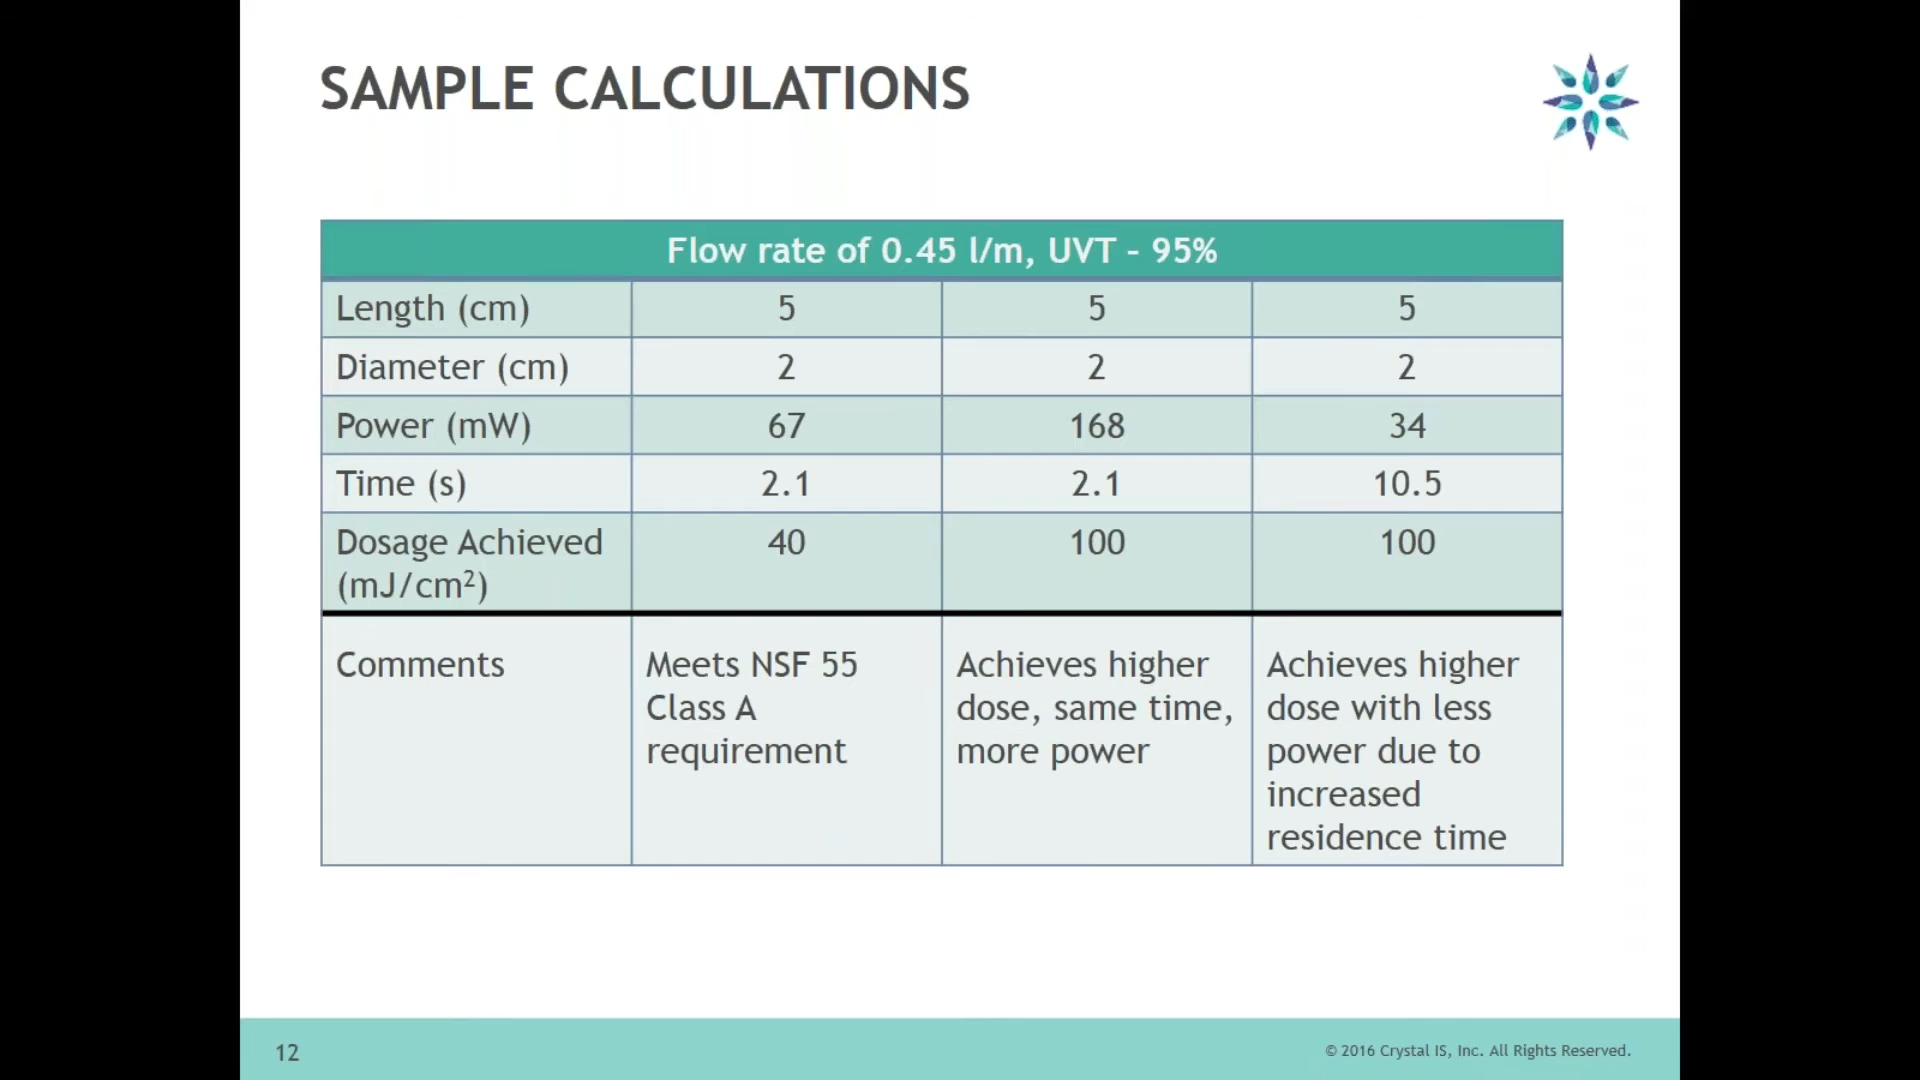 SAMPLE CALCULATIONS
Flow rate of 0.45 l/m, UVT - 95%
Length (cm) 5 5 5
Diameter (cm) 2 2 2
Power (mW) 67 168 34
Time (s) 2.1 2.1 10.5
Dosage Achieved (mJ/cm²) 40 100 100
Comments
Meets NSF 55
Class A
requirement
Achieves higher
dose, same time,
more power
Achieves higher
dose with less
power due to
increased
residence time
12
© 2016 Crystal IS, Inc. All Rights Reserved.